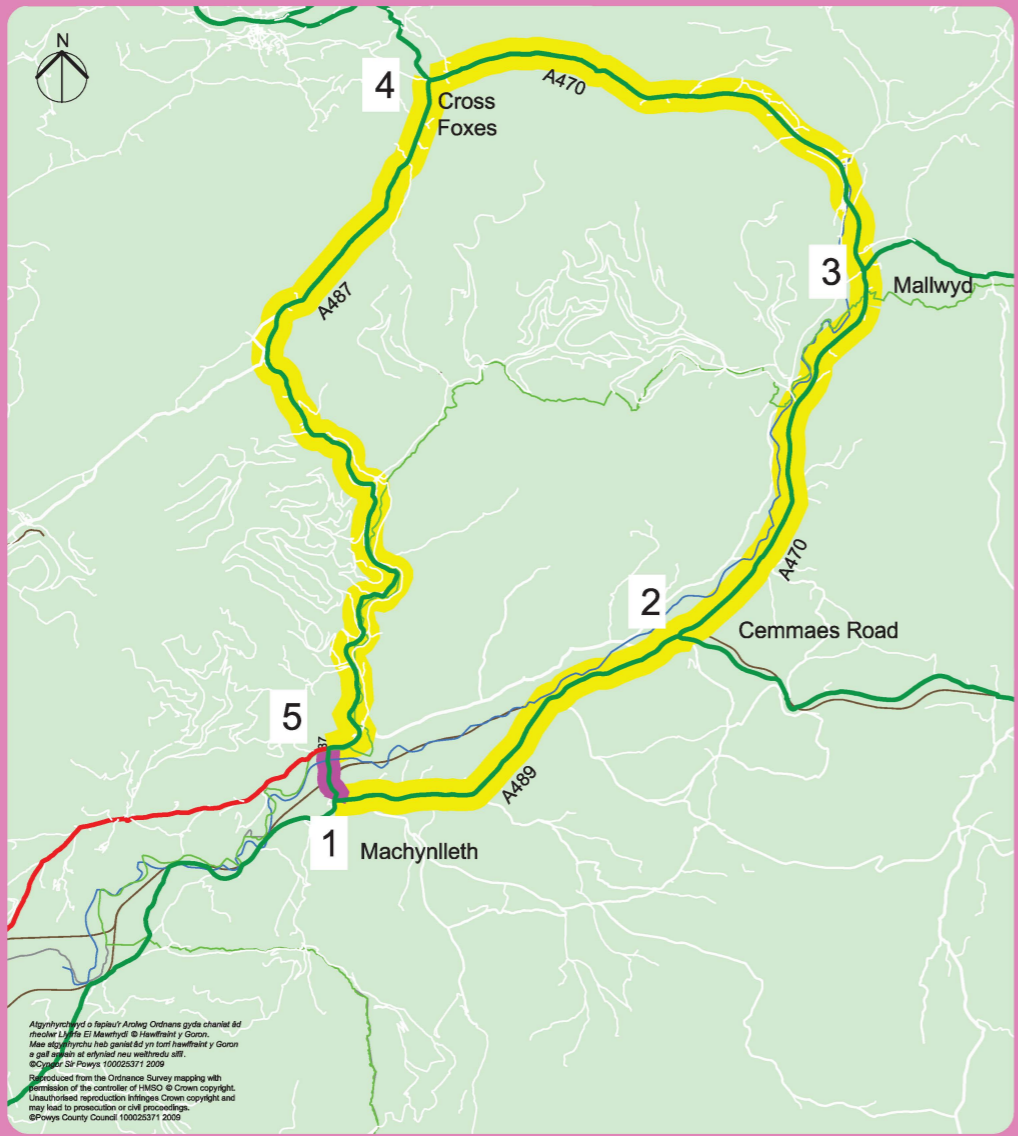 N
4
Cross
Foxes
A470
3
Mallwyd
A487
A470
2
Cemmaes Road
5
87
A489
1
Machynlleth
Atgynhyrchwyd o fapiau'r Arolwg Ordnans gyda chaniat âd
rheolwr Llyfrfa Ei Mawrhydi © Hawlfraint y Goron.
Mae atgynhyrchu heb ganiat âd yn torri hawlfraint y Goron
a gall arwain at erlyniad neu weithredu sifil.
©Cyngor Sir Powys 100025371 2009
Reproduced from the Ordnance Survey mapping with
permission of the controller of HMSO © Crown copyright.
Unauthorised reproduction infringes Crown copyright and
may lead to prosecution or civil proceedings.
©Powys County Council 100025371 2009